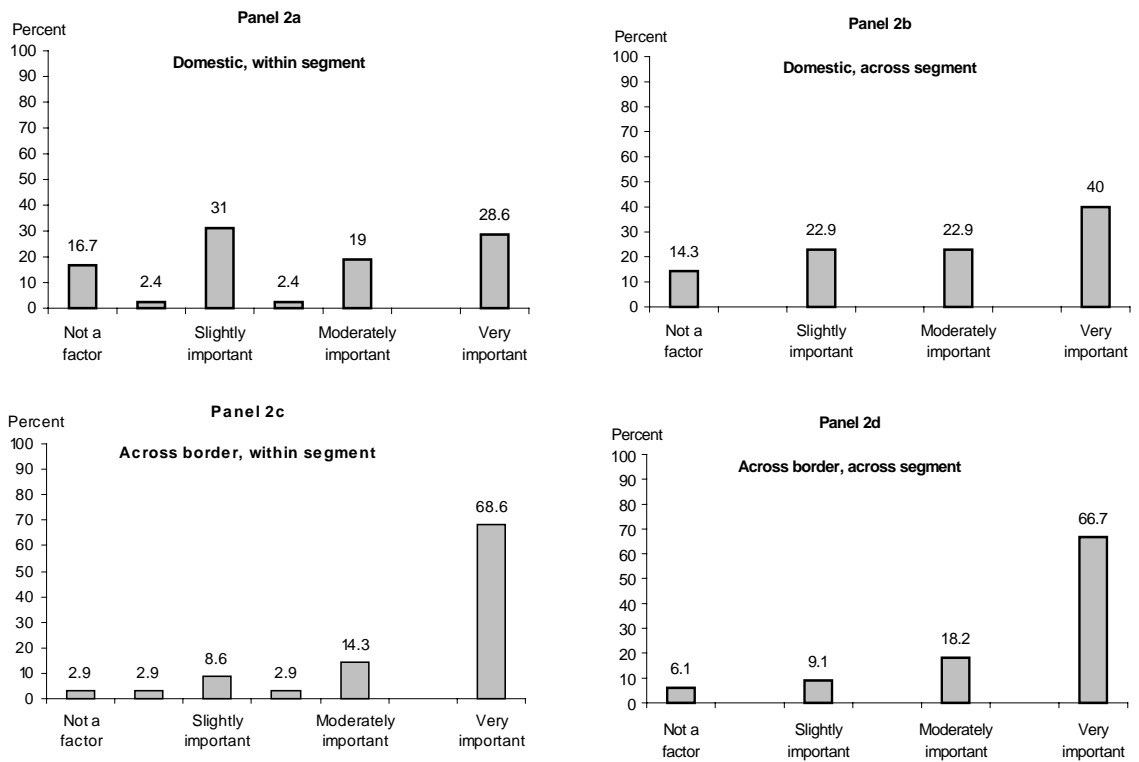 Panel 2a
Percent
Domestic, within segment
100
90
80
70
60
50
40
30
20
10
0
16.7
2.4
31
2.4
19
28.6
Not a factor
Slightly important
Moderately important
Very important
Panel 2b
Percent
Domestic, across segment
100
90
80
70
60
50
40
30
20
10
0
14.3
22.9
22.9
40
Not a factor
Slightly important
Moderately important
Very important
Panel 2c
Percent
Across border, within segment
100
90
80
70
60
50
40
30
20
10
0
2.9
2.9
8.6
2.9
14.3
68.6
Not a factor
Slightly important
Moderately important
Very important
Panel 2d
Percent
Across border, across segment
100
90
80
70
60
50
40
30
20
10
0
6.1
9.1
18.2
66.7
Not a factor
Slightly important
Moderately important
Very important